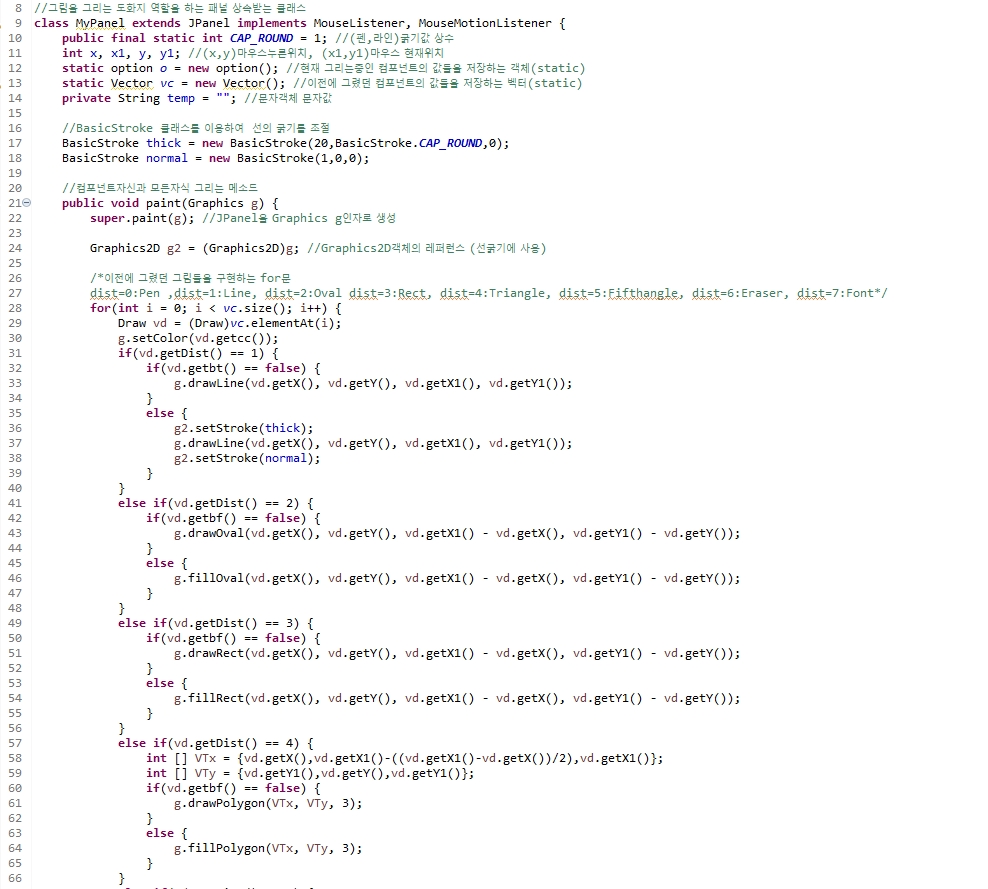 8 //그림을 그리는 도화지 역할을 하는 패널 상속받는 클래스
9 class MyPanel extends JPanel implements MouseListener, MouseMotionListener {
10 public final static int CAP_ROUND = 1; //(펜,라인)굵기값 상수
11 int x, x1, y, y1; //(x,y)마우스누른위치, (x1,y1)마우스 현재위치
12 static option o = new option(); //현재 그리는중인 컴포넌트의 값들을 저장하는 객체(static)
13 static Vector vc = new Vector(); //이전에 그렸던 컴포넌트의 값들을 저장하는 벡터(static)
14 private String temp = ""; //문자객체 문자값
15
16 //BasicStroke 클래스를 이용하여 선의 굵기를 조절
17 BasicStroke thick = new BasicStroke(20,BasicStroke.CAP_ROUND,0);
18 BasicStroke normal = new BasicStroke(1,0,0);
19
20 //컴포넌트자신과 모든자식 그리는 메소드
21 public void paint(Graphics g) {
22 super.paint(g); //JPanel을 Graphics g인자로 생성
23
24 Graphics2D g2 = (Graphics2D)g; //Graphics2D객체의 레퍼런스 (선굵기에 사용)
25
26 /*이전에 그렸던 그림들을 구현하는 for문
27 dist=0:Pen ,dist=1:Line, dist=2:Oval dist=3:Rect, dist=4:Triangle, dist=5:Fifthangle, dist=6:Eraser, dist=7:Font*/
28 for(int i = 0; i < vc.size(); i++) {
29 Draw vd = (Draw)vc.elementAt(i);
30 g.setColor(vd.getcc());
31 if(vd.getDist() == 1) {
32 if(vd.getbt() == false) {
33 g.drawLine(vd.getX(), vd.getY(), vd.getX1(), vd.getY1());
34 }
35 else {
36 g2.setStroke(thick);
37 g.drawLine(vd.getX(), vd.getY(), vd.getX1(), vd.getY1());
38 g2.setStroke(normal);
39 }
40 }
41 else if(vd.getDist() == 2) {
42 if(vd.getbf() == false) {
43 g.drawOval(vd.getX(), vd.getY(), vd.getX1() - vd.getX(), vd.getY1() - vd.getY());
44 }
45 else {
46 g.fillOval(vd.getX(), vd.getY(), vd.getX1() - vd.getX(), vd.getY1() - vd.getY());
47 }
48 }
49 else if(vd.getDist() == 3) {
50 if(vd.getbf() == false) {
51 g.drawRect(vd.getX(), vd.getY(), vd.getX1() - vd.getX(), vd.getY1() - vd.getY());
52 }
53 else {
54 g.fillRect(vd.getX(), vd.getY(), vd.getX1() - vd.getX(), vd.getY1() - vd.getY());
55 }
56 }
57 else if(vd.getDist() == 4) {
58 int [] VTx = {vd.getX(),vd.getX1()-((vd.getX1()-vd.getX())/2),vd.getX1()};
59 int [] VTy = {vd.getY1(),vd.getY(),vd.getY1()};
60 if(vd.getbf() == false) {
61 g.drawPolygon(VTx, VTy, 3);
62 }
63 else {
64 g.fillPolygon(VTx, VTy, 3);
65 }
66 }